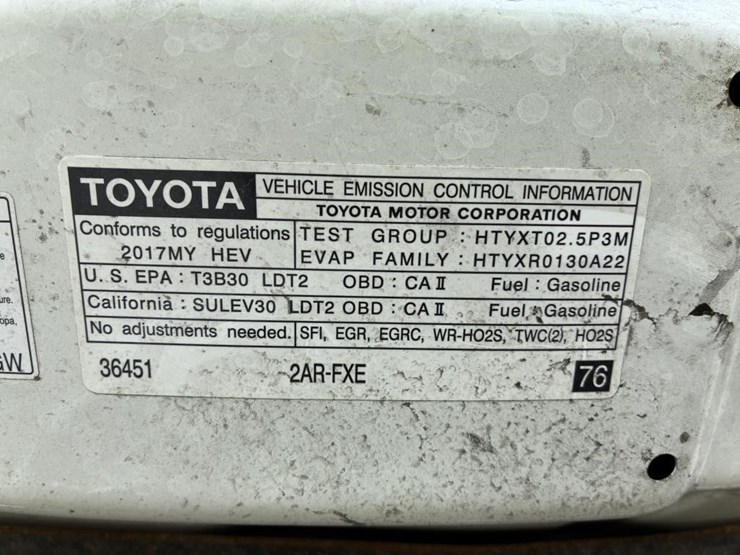 TOYOTA VEHICLE EMISSION CONTROL INFORMATION
TOYOTA MOTOR CORPORATION
Conforms to regulations TEST GROUP : HTYXT02.5P3M
2017MY HEV EVAP FAMILY : HTYXR0130A22
U.S. EPA : T3B30 LDT2 OBD : CA II Fuel : Gasoline
California : SULEV30 LDT2 OBD : CA II Fuel : Gasoline
No adjustments needed. SFI, EGR, EGRC, WR-HO2S, TWC(2), HO2S
36451 2AR-FXE 76